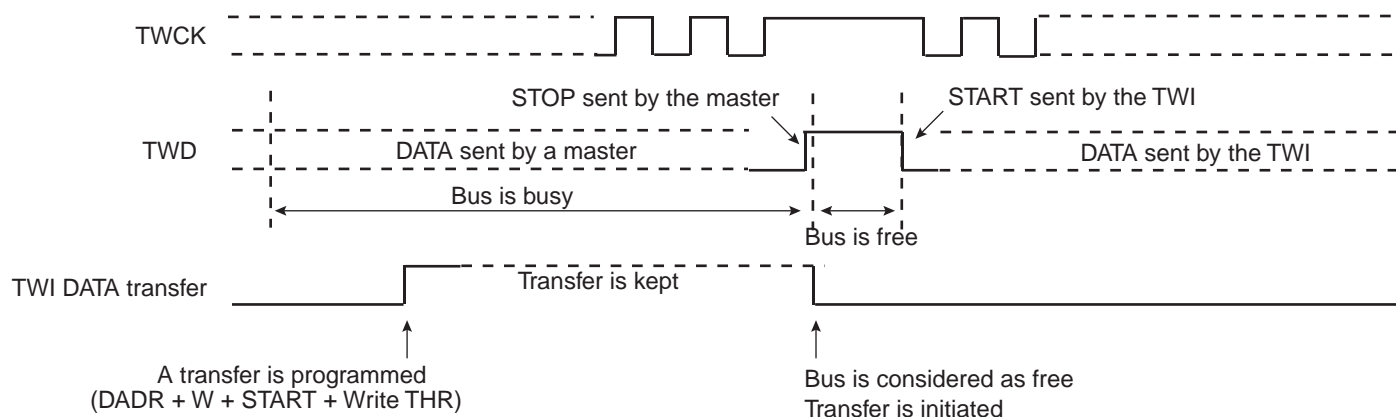 TWCK
STOP sent by the master
START sent by the TWI
TWD
DATA sent by a master
DATA sent by the TWI
Bus is busy
Bus is free
TWI DATA transfer
Transfer is kept
A transfer is programmed
(DADR + W + START + Write THR)
Bus is considered as free
Transfer is initiated